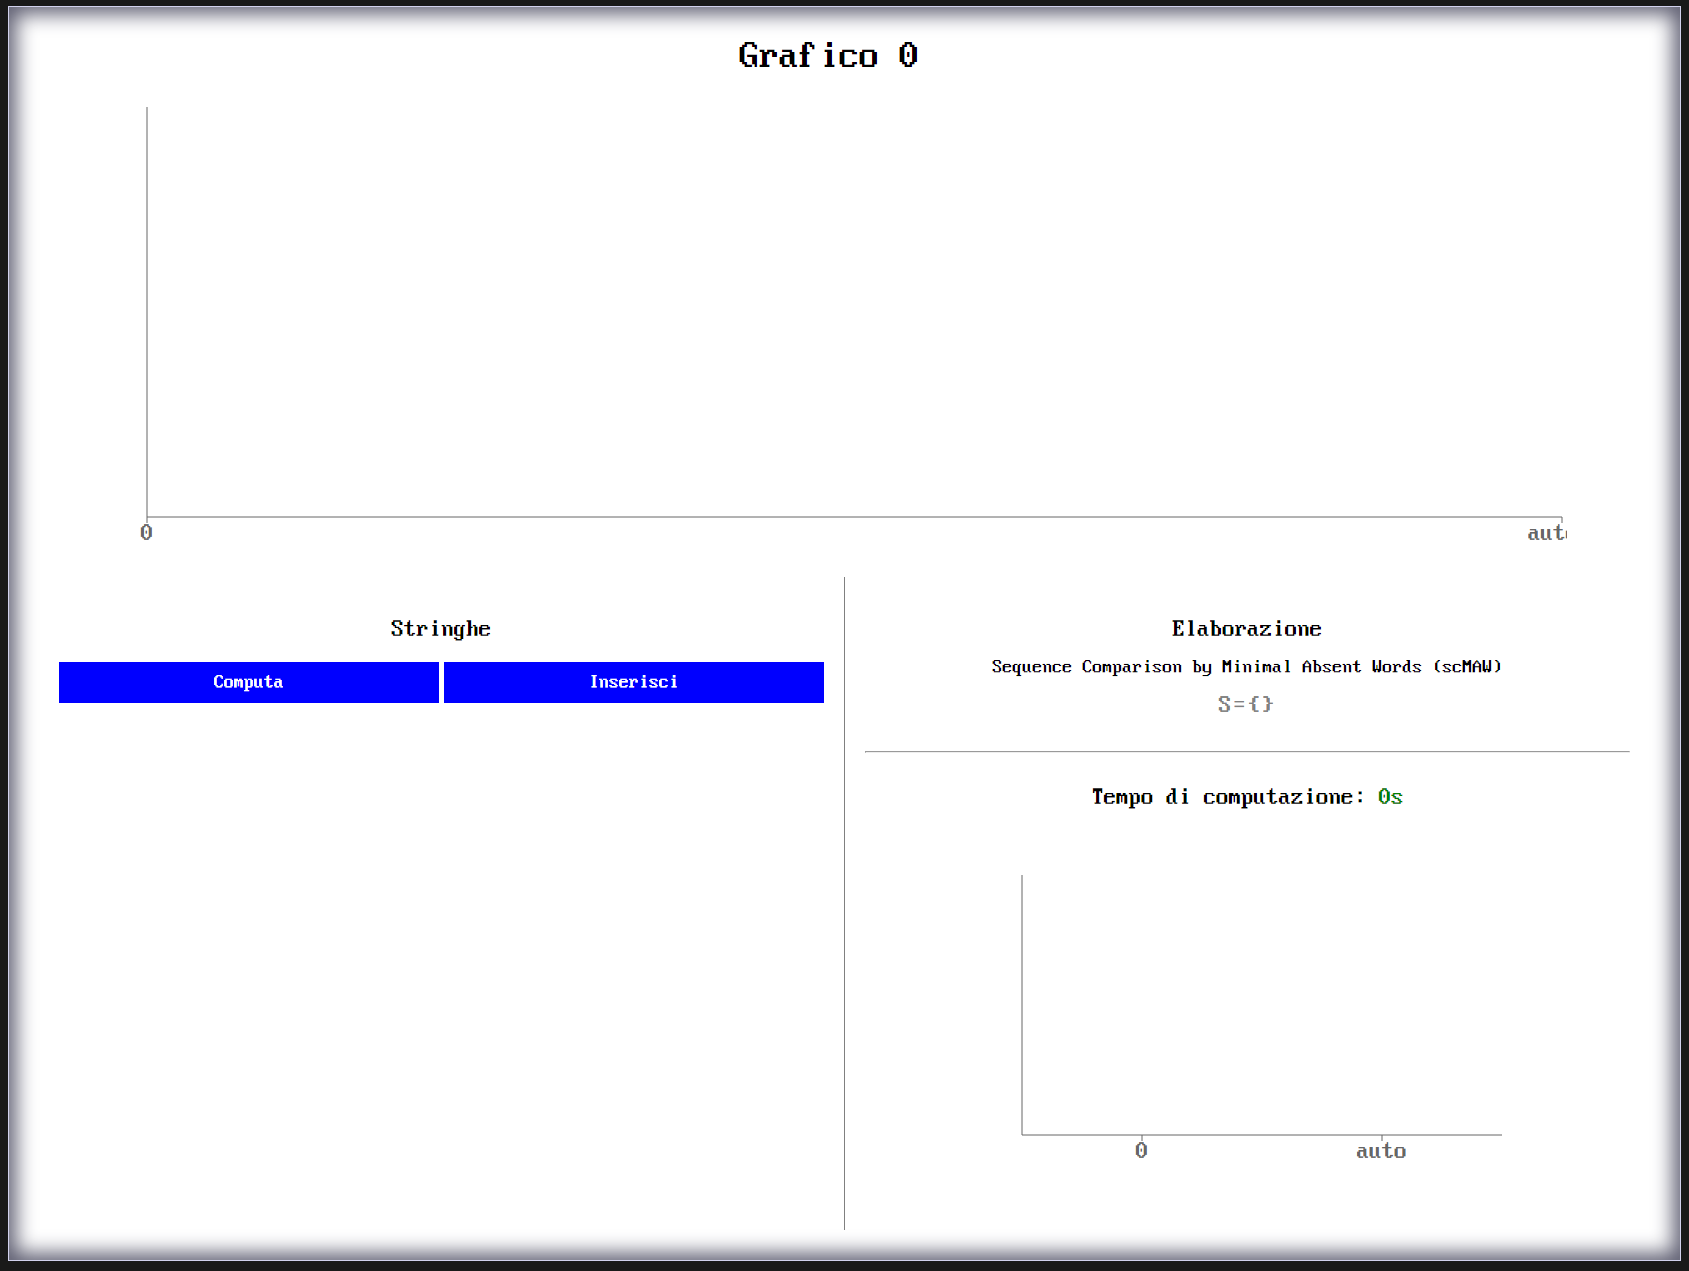 Grafico 0
0
Stringhe
Computa Inserisci
Elaborazione
Sequence Comparison by Minimal Absent Words (scMAW)
S={}
Tempo di computazione: 0s
0 auto